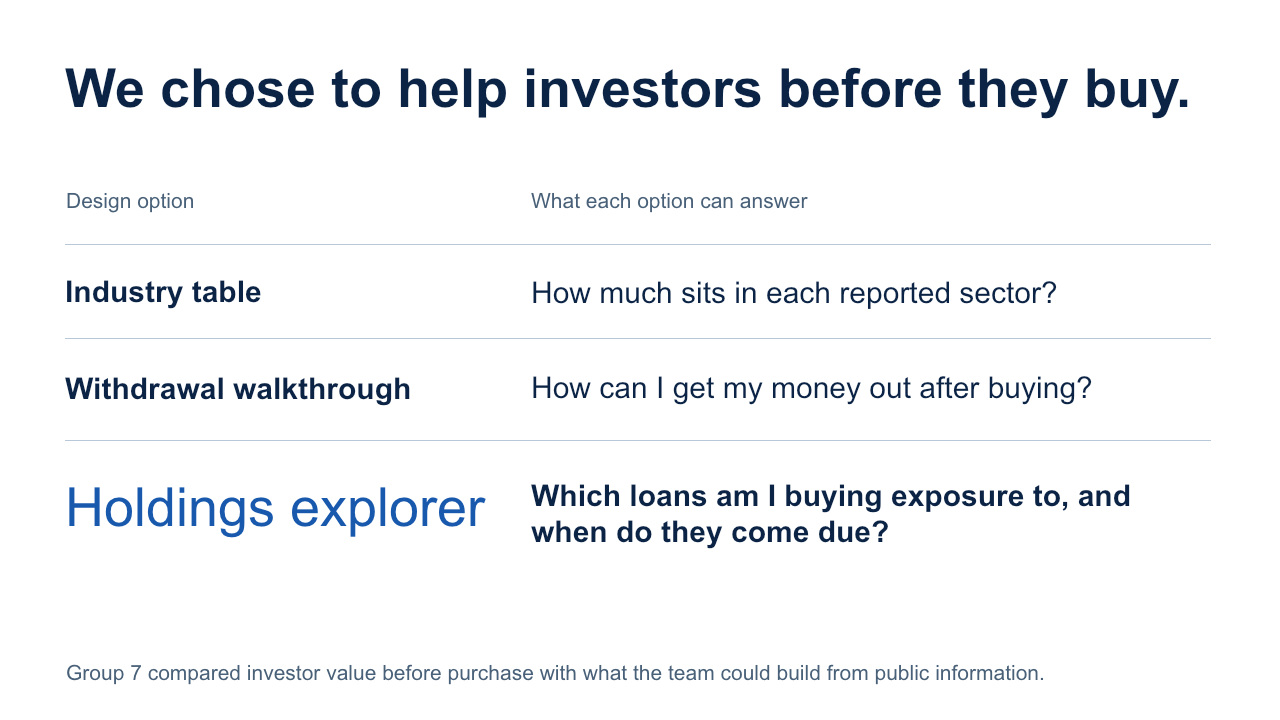 We chose to help investors before they buy.
Design option
What each option can answer
Industry table
How much sits in each reported sector?
Withdrawal walkthrough
How can I get my money out after buying?
Holdings explorer
Which loans am I buying exposure to, and
when do they come due?
Group 7 compared investor value before purchase with what the team could build from public information.